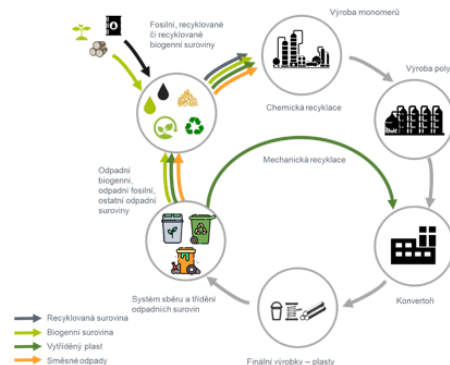 Fosilní, recyklované
či recyklované
biogenní suroviny
Výroba monomerů
Chemická recyklace
Výroba poly
Mechanická recyklace
Odpadní
biogenní,
odpadní fosilní,
ostatní odpadní
suroviny
Systém sběru a třídění
odpadních surovin
Konvertoři
Finální výrobky – plasty
Recyklovaná surovina
Biogenní surovina
Vytříděný plast
Směsné odpady